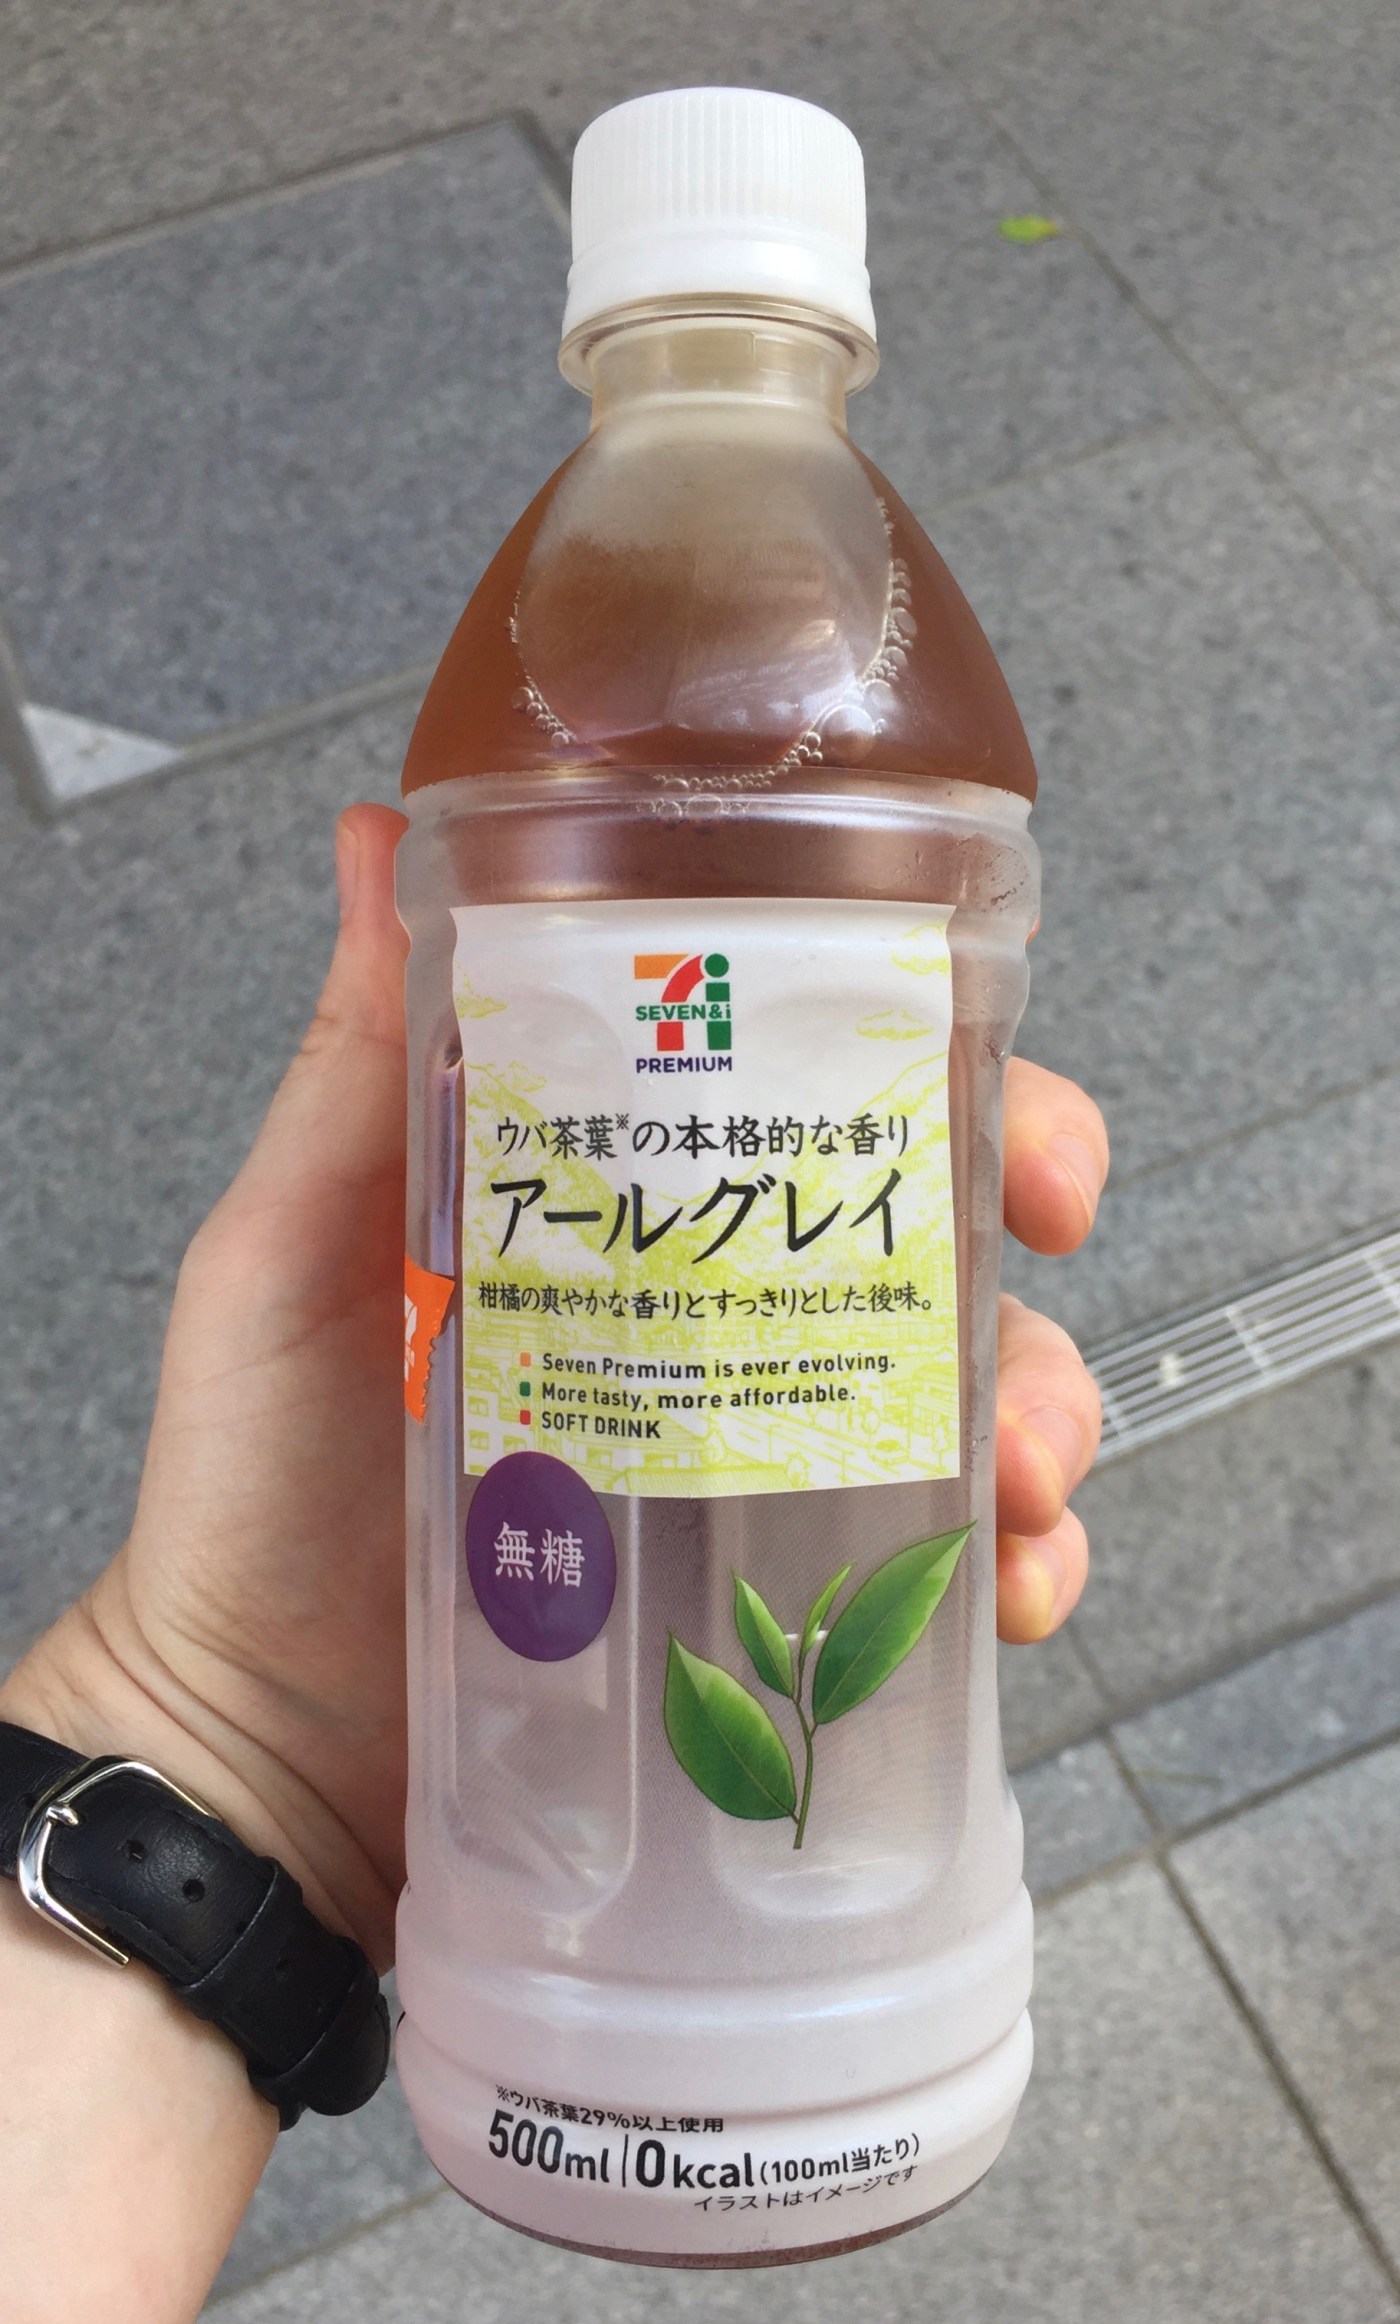 SEVEN&i
PREMIUM
ウバ茶葉※の本格的な香り
アールグレイ
柑橘の爽やかな香りとすっきりとした後味。
Seven Premium is ever evolving.
More tasty, more affordable.
SOFT DRINK
無糖
※ウバ茶葉29%以上使用
500ml 0kcal(100ml当たり)
イラストはイメージです